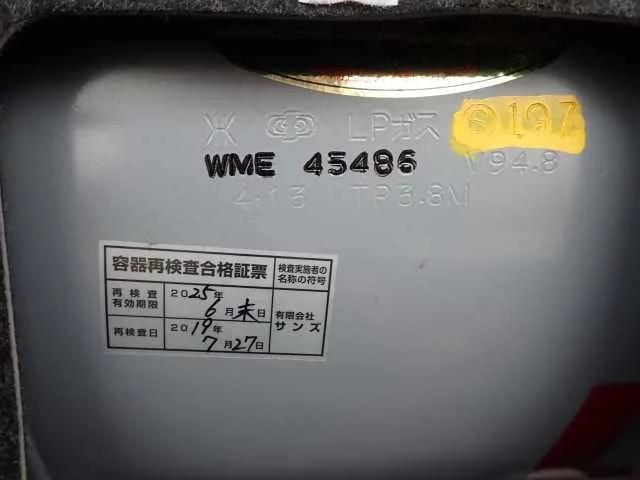 LPガス
Ⓢ197
WME 45486
V94.8
4·13 TP3.8M
容器再検査合格証票
検査実施者の
名称の符号
再検査
有効期限
2025年
6月末日
有限会社
サンズ
再検査日
2019年
7月27日